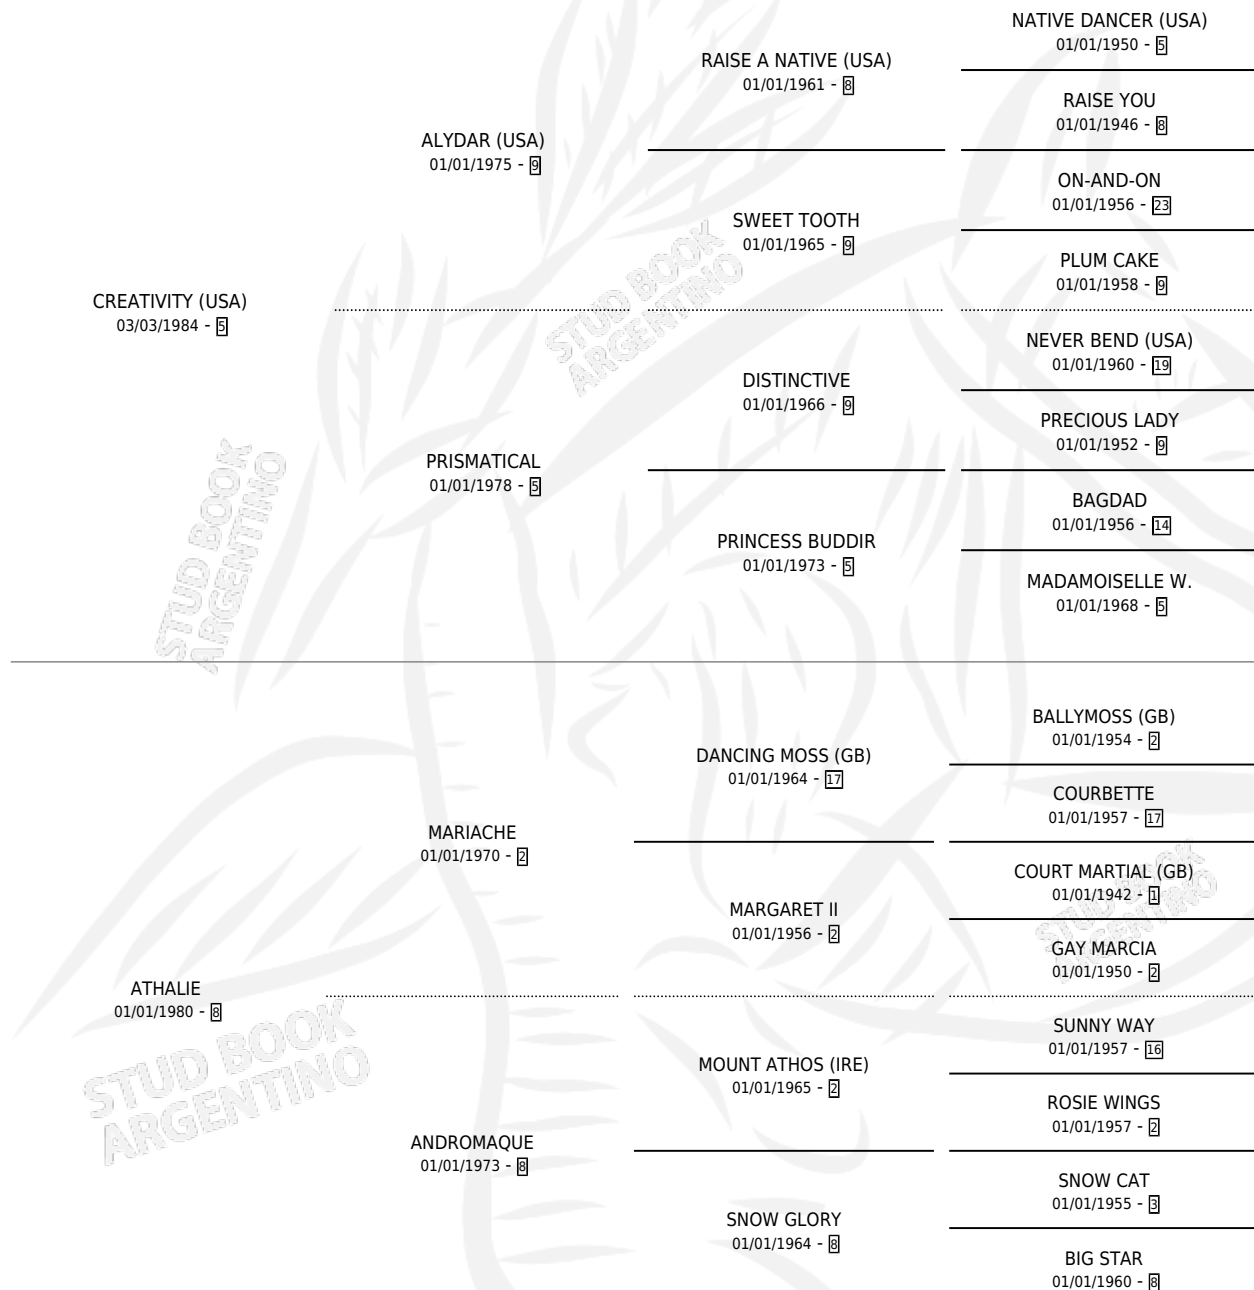 NATIVE DANCER (USA)
01/01/1950 - 5
RAISE A NATIVE (USA)
01/01/1961 - 8
RAISE YOU
01/01/1946 - 8
ALYDAR (USA)
01/01/1975 - 9
ON-AND-ON
01/01/1956 - 23
SWEET TOOTH
01/01/1965 - 9
PLUM CAKE
01/01/1958 - 9
CREATIVITY (USA)
03/03/1984 - 5
STUD BOOK
ARGENTINO
NEVER BEND (USA)
01/01/1960 - 19
DISTINCTIVE
01/01/1966 - 9
PRECIOUS LADY
01/01/1952 - 9
PRISMATICAL
01/01/1978 - 5
BAGDAD
01/01/1956 - 14
PRINCESS BUDDIR
01/01/1973 - 5
MADAMOISELLE W.
01/01/1968 - 5
STUD BOOK
ARGENTINO
BALLYMOSS (GB)
01/01/1954 - 2
DANCING MOSS (GB)
01/01/1964 - 17
COURBETTE
01/01/1957 - 17
MARIACHE
01/01/1970 - 2
COURT MARTIAL (GB)
01/01/1942 - 1
MARGARET II
01/01/1956 - 2
GAY MARCIA
01/01/1950 - 2
STUD BOOK
ARGENTINO
ATHALIE
01/01/1980 - 8
SUNNY WAY
01/01/1957 - 16
MOUNT ATHOS (IRE)
01/01/1965 - 2
ROSIE WINGS
01/01/1957 - 2
ANDROMAQUE
01/01/1973 - 8
SNOW CAT
01/01/1955 - 3
SNOW GLORY
01/01/1964 - 8
BIG STAR
01/01/1960 - 8
STUD BOOK
ARGENTINO